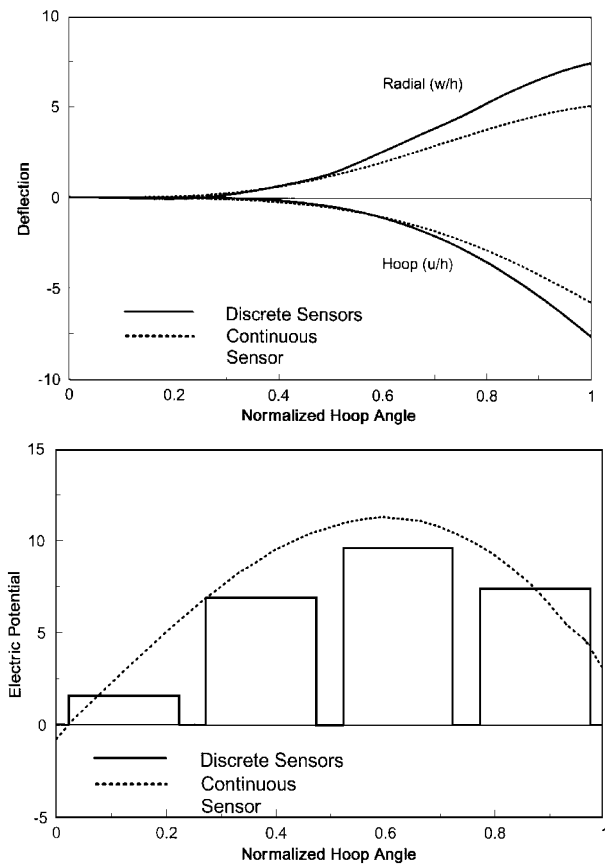 10
5
0
-5
-10
Deflection
Radial (w/h)
Hoop (u/h)
Discrete Sensors
Continuous
Sensor
0 0.2 0.4 0.6 0.8 1
Normalized Hoop Angle
15
10
5
0
-5
Electric Potential
Discrete Sensors
Continuous
Sensor
0 0.2 0.4 0.6 0.8 1
Normalized Hoop Angle